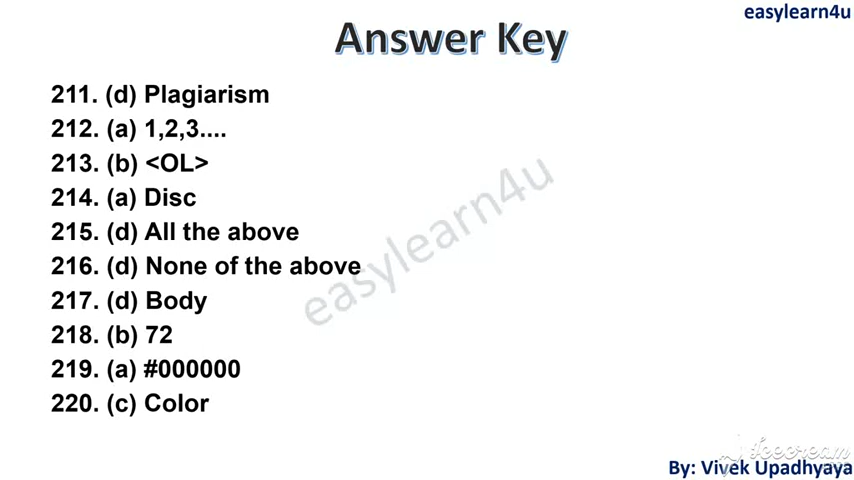 easylearn4u
Answer Key
211. (d) Plagiarism
212. (a) 1,2,3....
213. (b) <OL>
214. (a) Disc
215. (d) All the above
216. (d) None of the above
217. (d) Body
218. (b) 72
219. (a) #000000
220. (c) Color
easylearn4u
Icecream
By: Vivek Upadhyaya